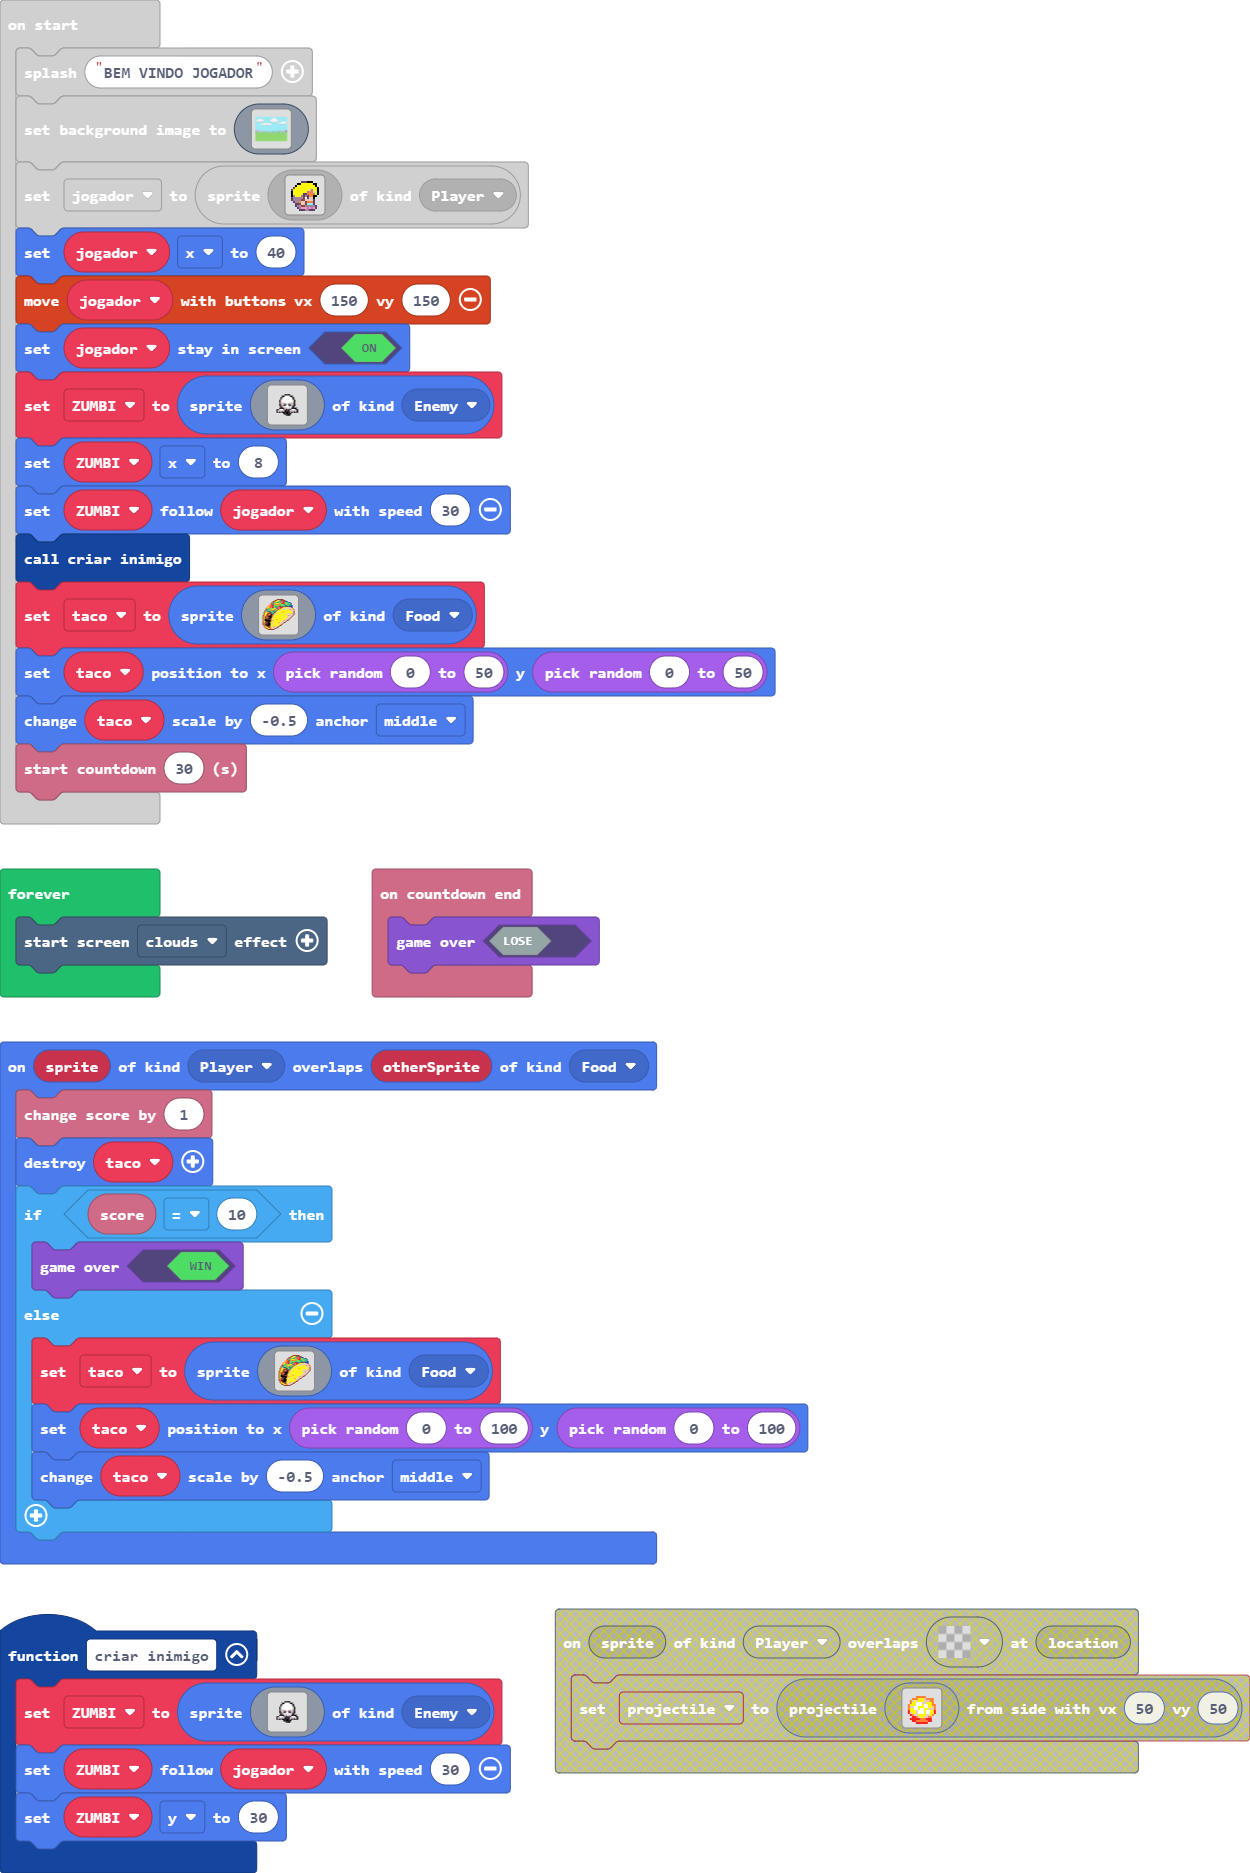 on start
splash "BEM VINDO JOGADOR"
set background image to
set jogador to sprite of kind Player
set jogador x to 40
move jogador with buttons vx 150 vy 150
set jogador stay in screen ON
set ZUMBI to sprite of kind Enemy
set ZUMBI x to 8
set ZUMBI follow jogador with speed 30
call criar inimigo
set taco to sprite of kind Food
set taco position to x pick random 0 to 50 y pick random 0 to 50
change taco scale by -0.5 anchor middle
start countdown 30 (s)
forever
start screen clouds effect
on countdown end
game over LOSE
on sprite of kind Player overlaps otherSprite of kind Food
change score by 1
destroy taco
if score = 10 then
game over WIN
else
set taco to sprite of kind Food
set taco position to x pick random 0 to 100 y pick random 0 to 100
change taco scale by -0.5 anchor middle
function criar inimigo
set ZUMBI to sprite of kind Enemy
set ZUMBI follow jogador with speed 30
set ZUMBI y to 30
on sprite of kind Player overlaps at location
set projectile to projectile from side with vx 50 vy 50